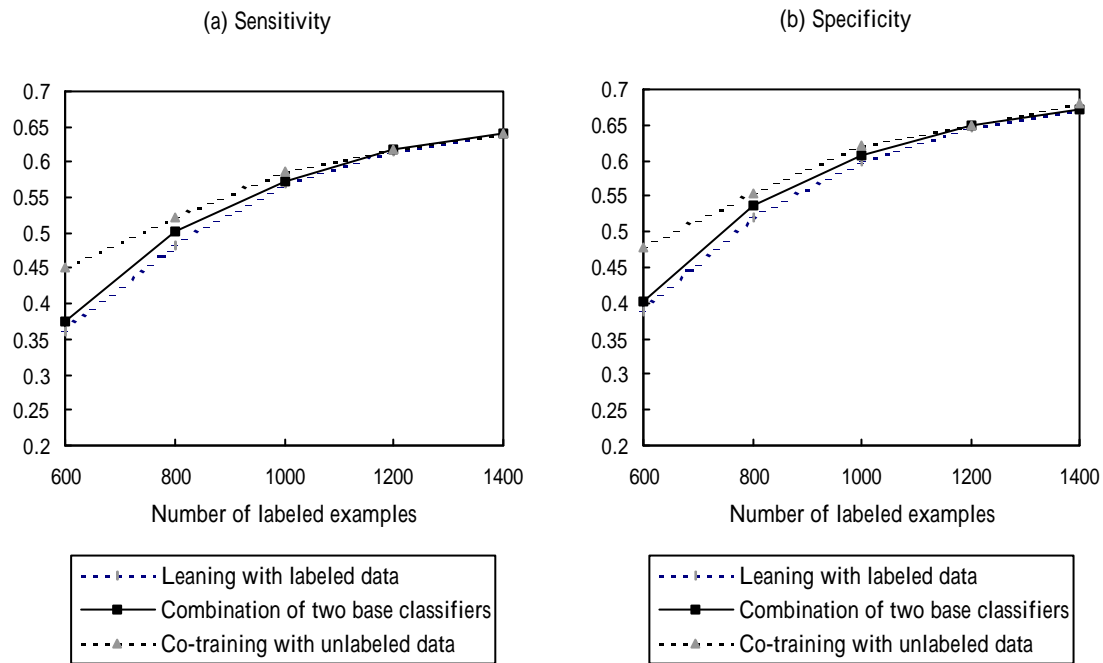 (a) Sensitivity
0.7
0.65
0.6
0.55
0.5
0.45
0.4
0.35
0.3
0.25
0.2
600 800 1000 1200 1400
Number of labeled examples
Leaning with labeled data
Combination of two base classifiers
Co-training with unlabeled data
(b) Specificity
0.7
0.65
0.6
0.55
0.5
0.45
0.4
0.35
0.3
0.25
0.2
600 800 1000 1200 1400
Number of labeled examples
Leaning with labeled data
Combination of two base classifiers
Co-training with unlabeled data